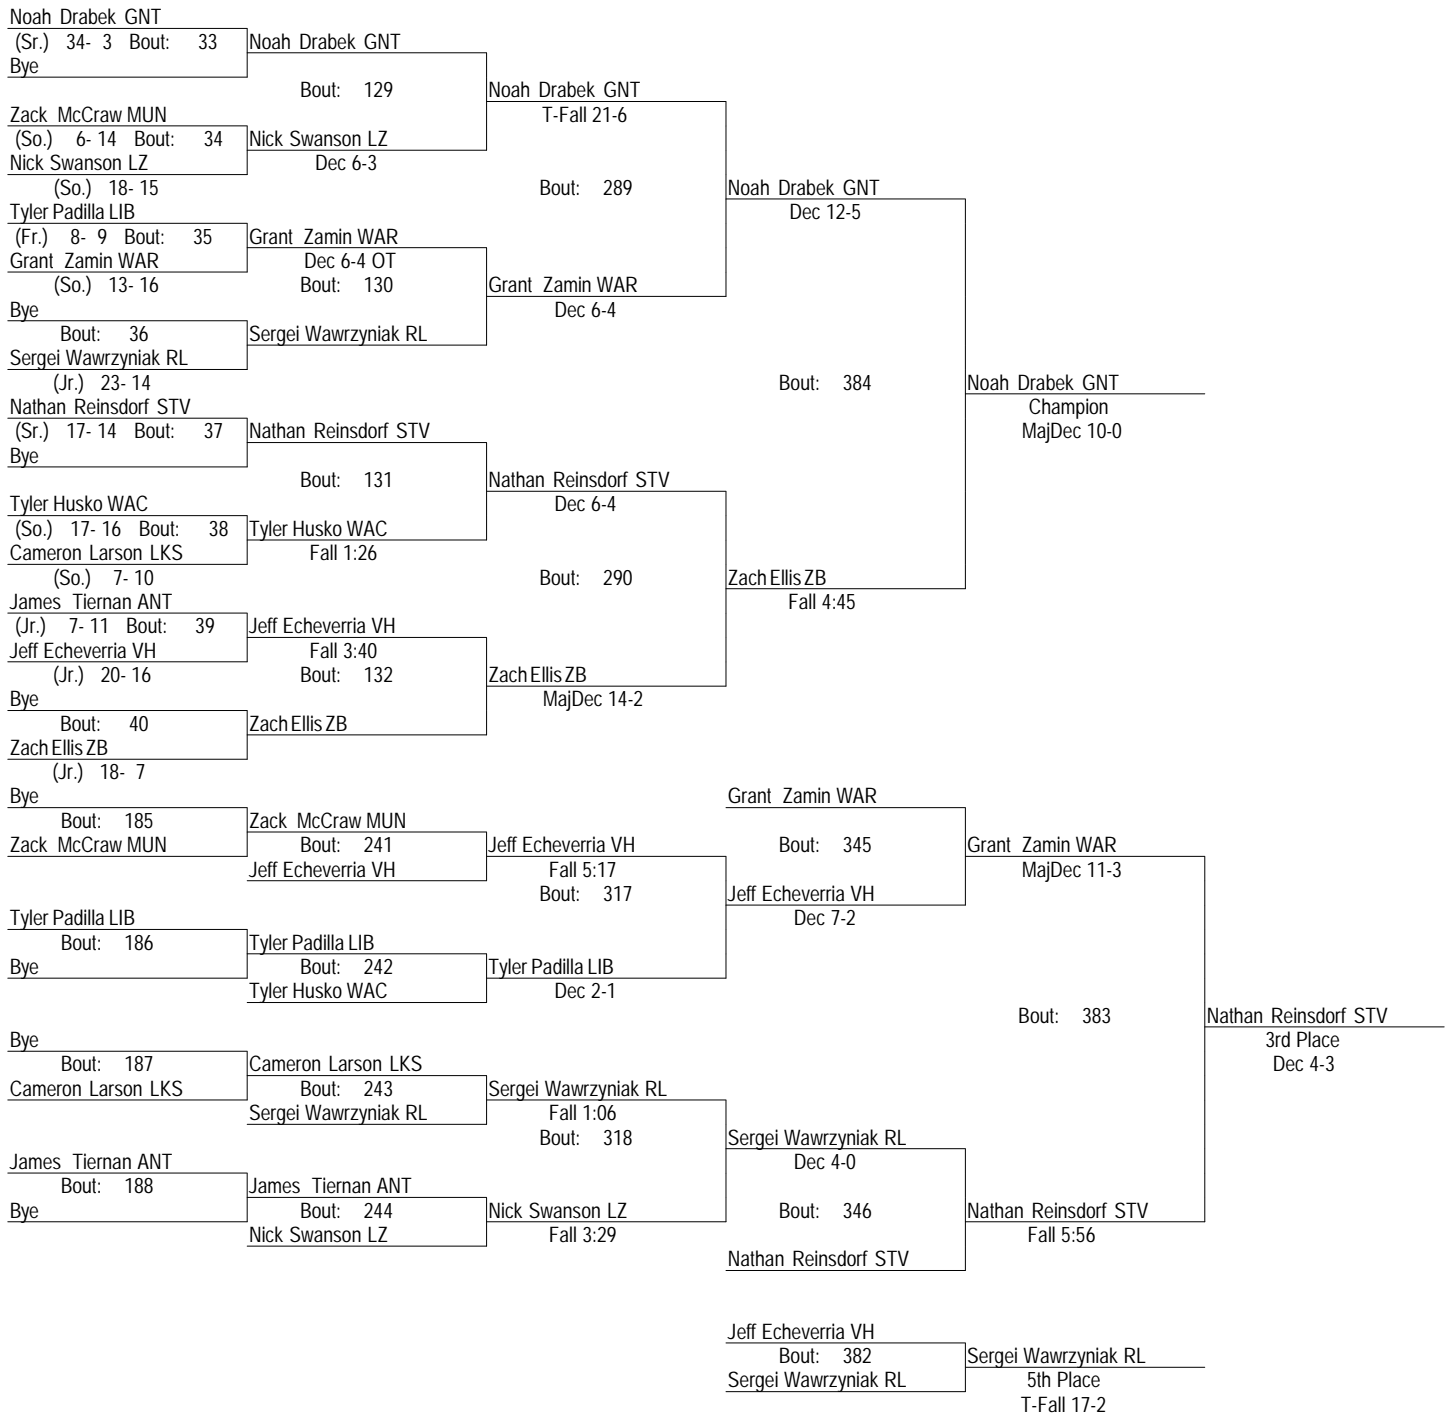 Noah Drabek GNT
(Sr.) 34- 3 Bout: 33 Noah Drabek GNT
Bye
Bout: 129 Noah Drabek GNT
Zack McCraw MUN T-Fall 21-6
(So.) 6- 14 Bout: 34 Nick Swanson LZ
Nick Swanson LZ Dec 6-3
(So.) 18- 15 Bout: 289 Noah Drabek GNT
Tyler Padilla LIB Dec 12-5
(Fr.) 8- 9 Bout: 35 Grant Zamin WAR
Grant Zamin WAR Dec 6-4 OT
(So.) 13- 16 Bout: 130 Grant Zamin WAR
Bye Dec 6-4
Bout: 36 Sergei Wawrzyniak RL
Sergei Wawrzyniak RL
(Jr.) 23- 14 Bout: 384 Noah Drabek GNT
Nathan Reinsdorf STV Champion
(Sr.) 17- 14 Bout: 37 Nathan Reinsdorf STV MajDec 10-0
Bye
Bout: 131 Nathan Reinsdorf STV
Tyler Husko WAC Dec 6-4
(So.) 17- 16 Bout: 38 Tyler Husko WAC
Cameron Larson LKS Fall 1:26
(So.) 7- 10 Bout: 290 Zach Ellis ZB
James Tiernan ANT Fall 4:45
(Jr.) 7- 11 Bout: 39 Jeff Echeverria VH
Jeff Echeverria VH Fall 3:40
(Jr.) 20- 16 Bout: 132 Zach Ellis ZB
Bye MajDec 14-2
Bout: 40 Zach Ellis ZB
Zach Ellis ZB
(Jr.) 18- 7
Bye Grant Zamin WAR
Bout: 185 Zack McCraw MUN
Zack McCraw MUN Bout: 241 Jeff Echeverria VH Bout: 345 Grant Zamin WAR
Jeff Echeverria VH Fall 5:17 MajDec 11-3
Bout: 317 Jeff Echeverria VH
Tyler Padilla LIB Dec 7-2
Bout: 186 Tyler Padilla LIB
Bye Bout: 242 Tyler Padilla LIB
Tyler Husko WAC Dec 2-1
Bout: 383 Nathan Reinsdorf STV
Bye 3rd Place
Bout: 187 Cameron Larson LKS Dec 4-3
Cameron Larson LKS Bout: 243 Sergei Wawrzyniak RL
Sergei Wawrzyniak RL Fall 1:06
Bout: 318 Sergei Wawrzyniak RL
James Tiernan ANT Dec 4-0
Bout: 188 James Tiernan ANT
Bye Bout: 244 Nick Swanson LZ Bout: 346 Nathan Reinsdorf STV
Nick Swanson LZ Fall 3:29 Fall 5:56
Nathan Reinsdorf STV
Jeff Echeverria VH
Bout: 382 Sergei Wawrzyniak RL
Sergei Wawrzyniak RL 5th Place
T-Fall 17-2